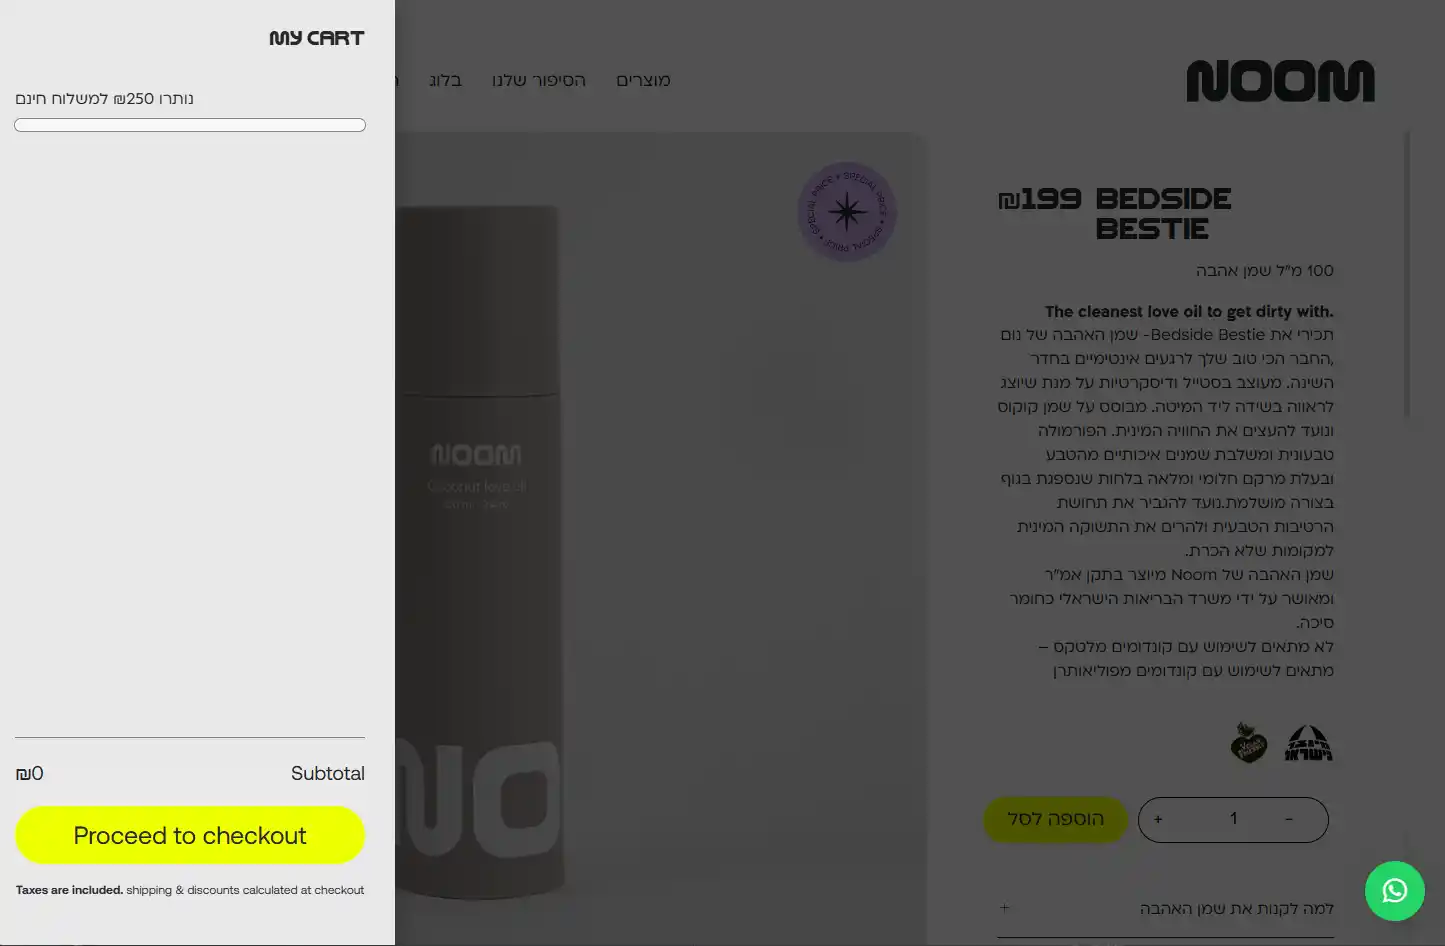 MY CART
נותרו 250₪ למשלוח חינם
₪0
Subtotal
Proceed to checkout
Taxes are included. shipping & discounts calculated at checkout
מוצרים
הסיפור שלנו
בלוג
NOOM
SPECIAL PRICE • SPECIAL PRICE • SPECIAL PRICE •
NOOM
Coconut love oil
NO
BEDSIDE
BESTIE
₪199
100 מ"ל שמן אהבה
The cleanest love oil to get dirty with.
תכירי את Bedside Bestie- שמן האהבה של נום
,החבר הכי טוב שלך לרגעים אינטימיים בחדר
השינה. מעוצב בסטייל ודיסקרטיות על מנת שיוצג
לראווה בשידה ליד המיטה. מבוסס על שמן קוקוס
ונועד להעצים את החוויה המינית. הפורמולה
טבעונית ומשלבת שמנים איכותיים מהטבע
ובעלת מרקם חלומי ומלאה בלחות שנספגת בגוף
בצורה מושלמת.נועד להגביר את תחושת
הרטיבות הטבעית ולהרים את התשוקה המינית
למקומות שלא הכרת.
שמן האהבה של Noom מיוצר בתקן אמ"ר
ומאושר על ידי משרד הבריאות הישראלי כחומר
סיכה.
לא מתאים לשימוש עם קונדומים מלטקס –
מתאים לשימוש עם קונדומים מפוליאותרן
- 1 +
הוספה לסל
למה לקנות את שמן האהבה
+